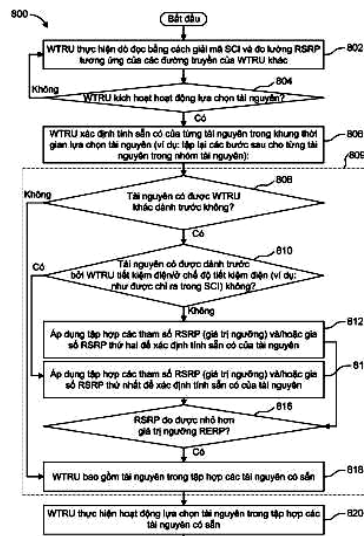 800
Bắt đầu
WTRU thực hiện dò đọc bằng cách giải mã SCI và đo lường RSRP
tương ứng của các đường truyền của WTRU khác
802
Không
804
WTRU kích hoạt hoạt động lựa chọn tài nguyên?
Có
WTRU xác định tính sẵn có của từng tài nguyên trong khung thời
gian lựa chọn tài nguyên (ví dụ: lặp lại các bước sau cho từng tài
nguyên trong nhóm tài nguyên):
806
809
808
Không
Tài nguyên có được WTRU
khác dành trước không?
Có
810
Tài nguyên có được dành trước
bởi WTRU tiết kiệm điện/ở chế độ tiết kiệm điện (ví dụ:
như được chỉ ra trong SCI) không?
Có
Không
812
Áp dụng tập hợp các tham số RSRP (giá trị ngưỡng) và/hoặc gia
số RSRP thứ hai để xác định tính sẵn có của tài nguyên
81
Áp dụng tập hợp các tham số RSRP (giá trị ngưỡng) và/hoặc gia
số RSRP thứ nhất để xác định tính sẵn có của tài nguyên
816
RSRP đo được nhỏ hơn
giá trị ngưỡng RERP?
Có
WTRU bao gồm tài nguyên trong tập hợp các tài nguyên có sẵn
818
WTRU thực hiện hoạt động lựa chọn tài nguyên trong tập hợp các
tài nguyên có sẵn
820